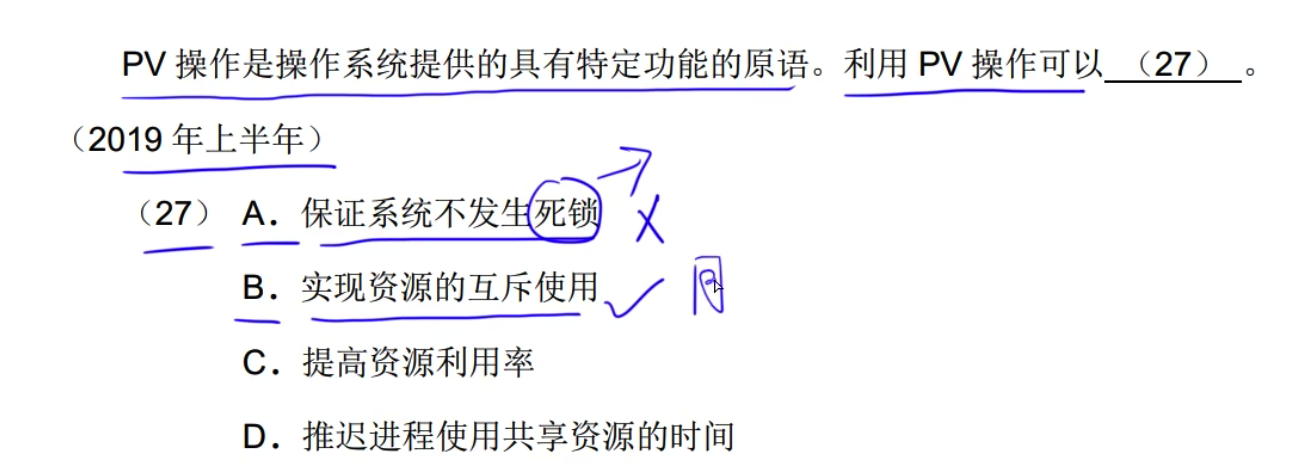 PV 操作是操作系统提供的具有特定功能的原语。利用 PV 操作可以 （27） 。
（2019 年上半年）
（27） A．保证系统不发生死锁
B．实现资源的互斥使用
C．提高资源利用率
D．推迟进程使用共享资源的时间